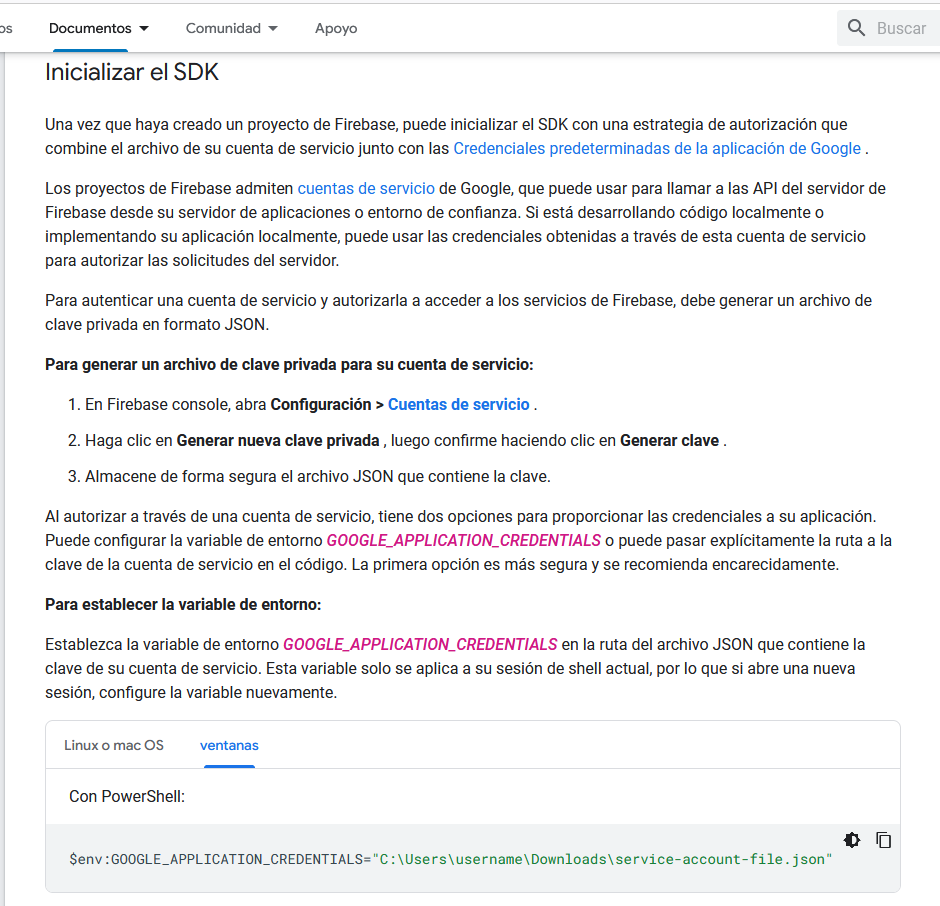 os Documentos Comunidad Apoyo Buscar
Inicializar el SDK
Una vez que haya creado un proyecto de Firebase, puede inicializar el SDK con una estrategia de autorización que
combine el archivo de su cuenta de servicio junto con las Credenciales predeterminadas de la aplicación de Google .
Los proyectos de Firebase admiten cuentas de servicio de Google, que puede usar para llamar a las API del servidor de
Firebase desde su servidor de aplicaciones o entorno de confianza. Si está desarrollando código localmente o
implementando su aplicación localmente, puede usar las credenciales obtenidas a través de esta cuenta de servicio
para autorizar las solicitudes del servidor.
Para autenticar una cuenta de servicio y autorizarla a acceder a los servicios de Firebase, debe generar un archivo de
clave privada en formato JSON.
Para generar un archivo de clave privada para su cuenta de servicio:
1. En Firebase console, abra Configuración > Cuentas de servicio .
2. Haga clic en Generar nueva clave privada , luego confirme haciendo clic en Generar clave .
3. Almacene de forma segura el archivo JSON que contiene la clave.
Al autorizar a través de una cuenta de servicio, tiene dos opciones para proporcionar las credenciales a su aplicación.
Puede configurar la variable de entorno GOOGLE_APPLICATION_CREDENTIALS o puede pasar explícitamente la ruta a la
clave de la cuenta de servicio en el código. La primera opción es más segura y se recomienda encarecidamente.
Para establecer la variable de entorno:
Establezca la variable de entorno GOOGLE_APPLICATION_CREDENTIALS en la ruta del archivo JSON que contiene la
clave de su cuenta de servicio. Esta variable solo se aplica a su sesión de shell actual, por lo que si abre una nueva
sesión, configure la variable nuevamente.
Linux o mac OS ventanas
Con PowerShell:
$env:GOOGLE_APPLICATION_CREDENTIALS="C:\Users\username\Downloads\service-account-file.json"